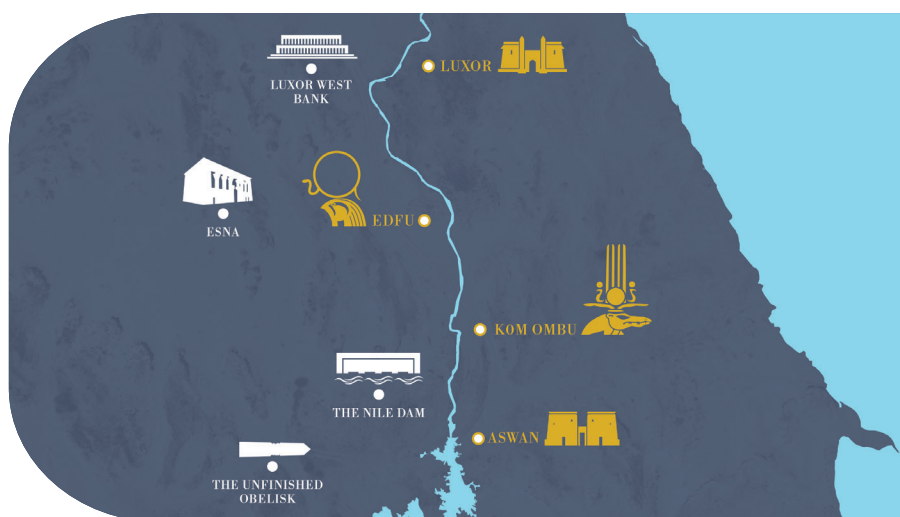 LUXOR
LUXOR WEST
BANK
EDFU
ESNA
KOM OMBU
THE NILE DAM
ASWAN
THE UNFINISHED
OBELISK